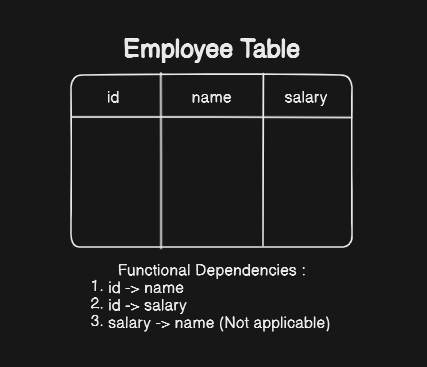 Employee Table
id name salary
Functional Dependencies :
1. id -> name
2. id -> salary
3. salary -> name (Not applicable)